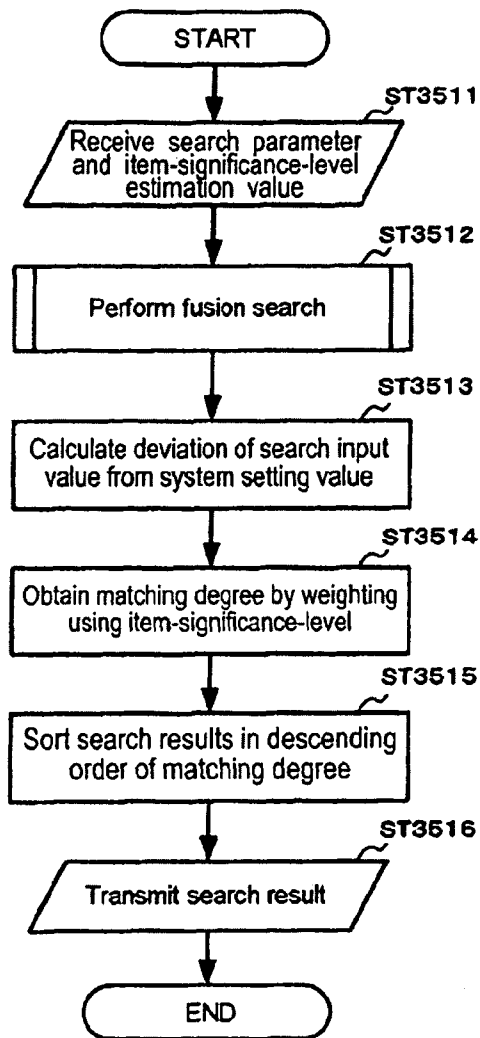 START
ST3511
Receive search parameter
and item-significance-level
estimation value
ST3512
Perform fusion search
ST3513
Calculate deviation of search input
value from system setting value
ST3514
Obtain matching degree by weighting
using item-significance-level
ST3515
Sort search results in descending
order of matching degree
ST3516
Transmit search result
END